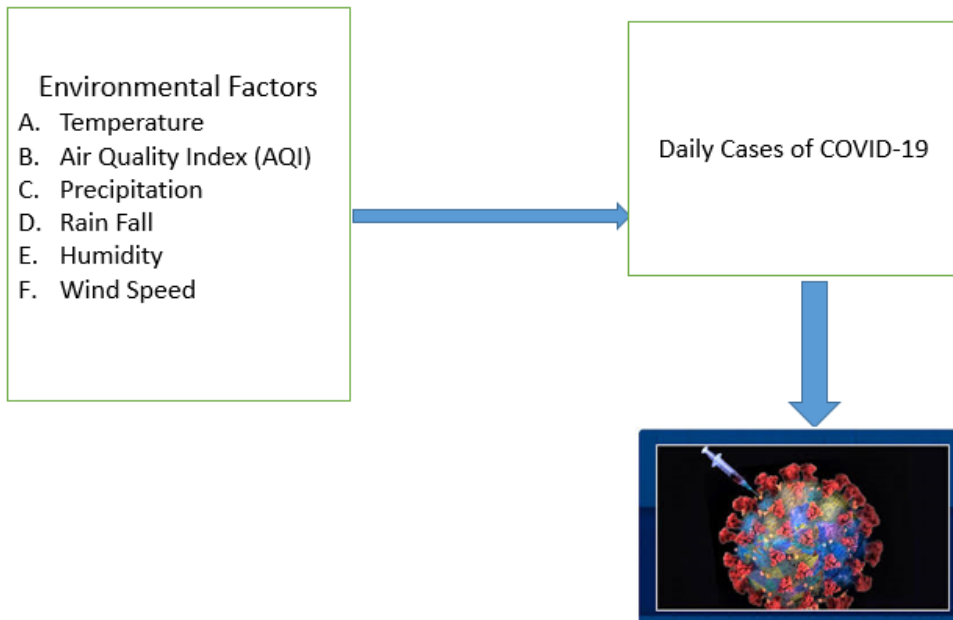 Environmental Factors
A. Temperature
B. Air Quality Index (AQI)
C. Precipitation
D. Rain Fall
E. Humidity
F. Wind Speed
Daily Cases of COVID-19